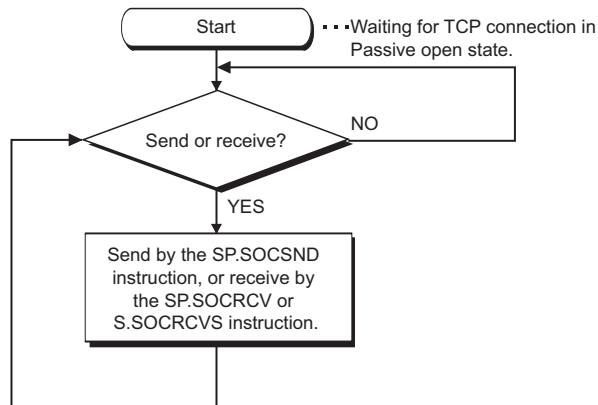 Start
···Waiting for TCP connection in
Passive open state.
Send or receive?
NO
YES
Send by the SP.SOCSND
instruction, or receive by
the SP.SOCRCV or
S.SOCRCVS instruction.